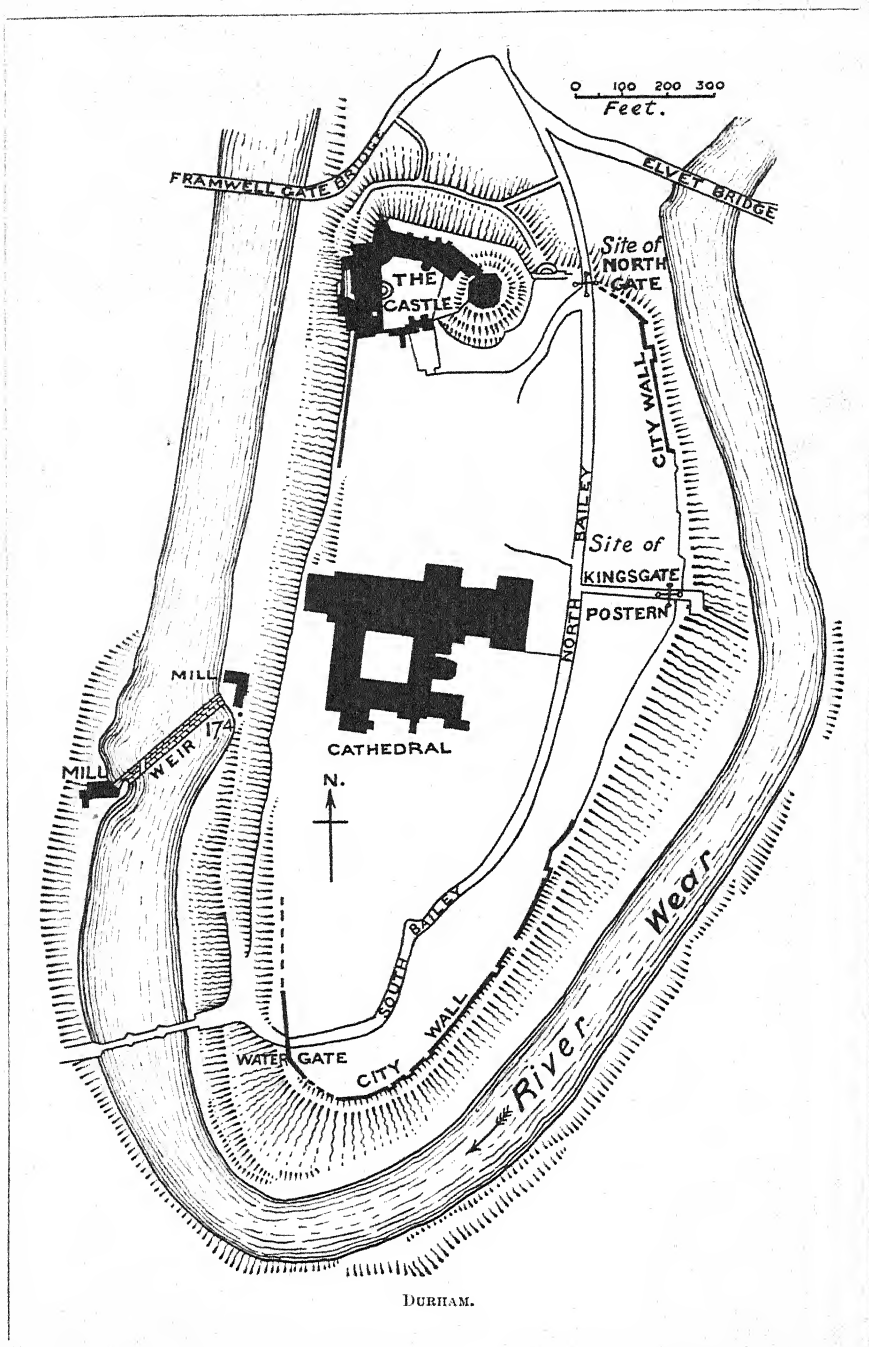 0 100 200 300
Feet.
FRAMWELL GATE BRIDGE
ELVET BRIDGE
Site of
NORTH
GATE
THE
CASTLE
CITY WALL
NORTH BAILEY
Site of
KINGSGATE
POSTERN
MILL
174
WEIR
MILL
CATHEDRAL
N.
River Wear
SOUTH BAILEY
CITY WALL
WATER GATE
DURHAM.